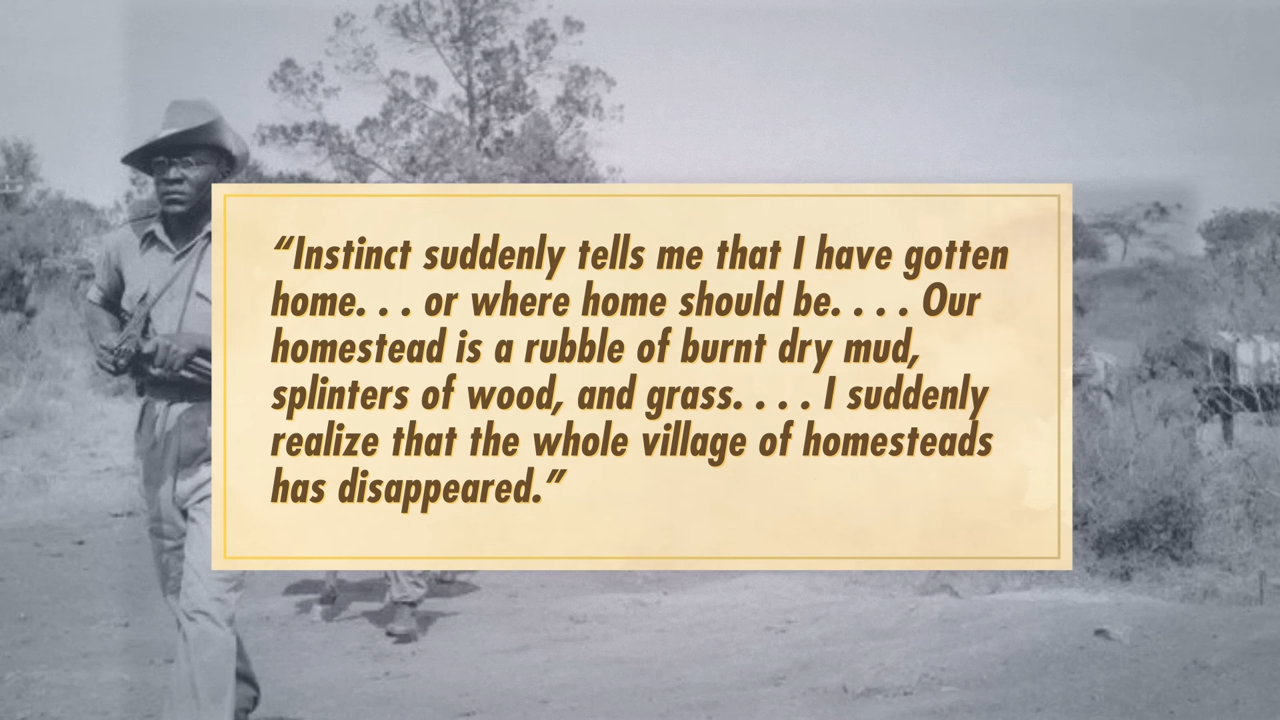 “Instinct suddenly tells me that I have gotten
home. . . or where home should be. . . . Our
homestead is a rubble of burnt dry mud,
splinters of wood, and grass. . . . I suddenly
realize that the whole village of homesteads
has disappeared.”